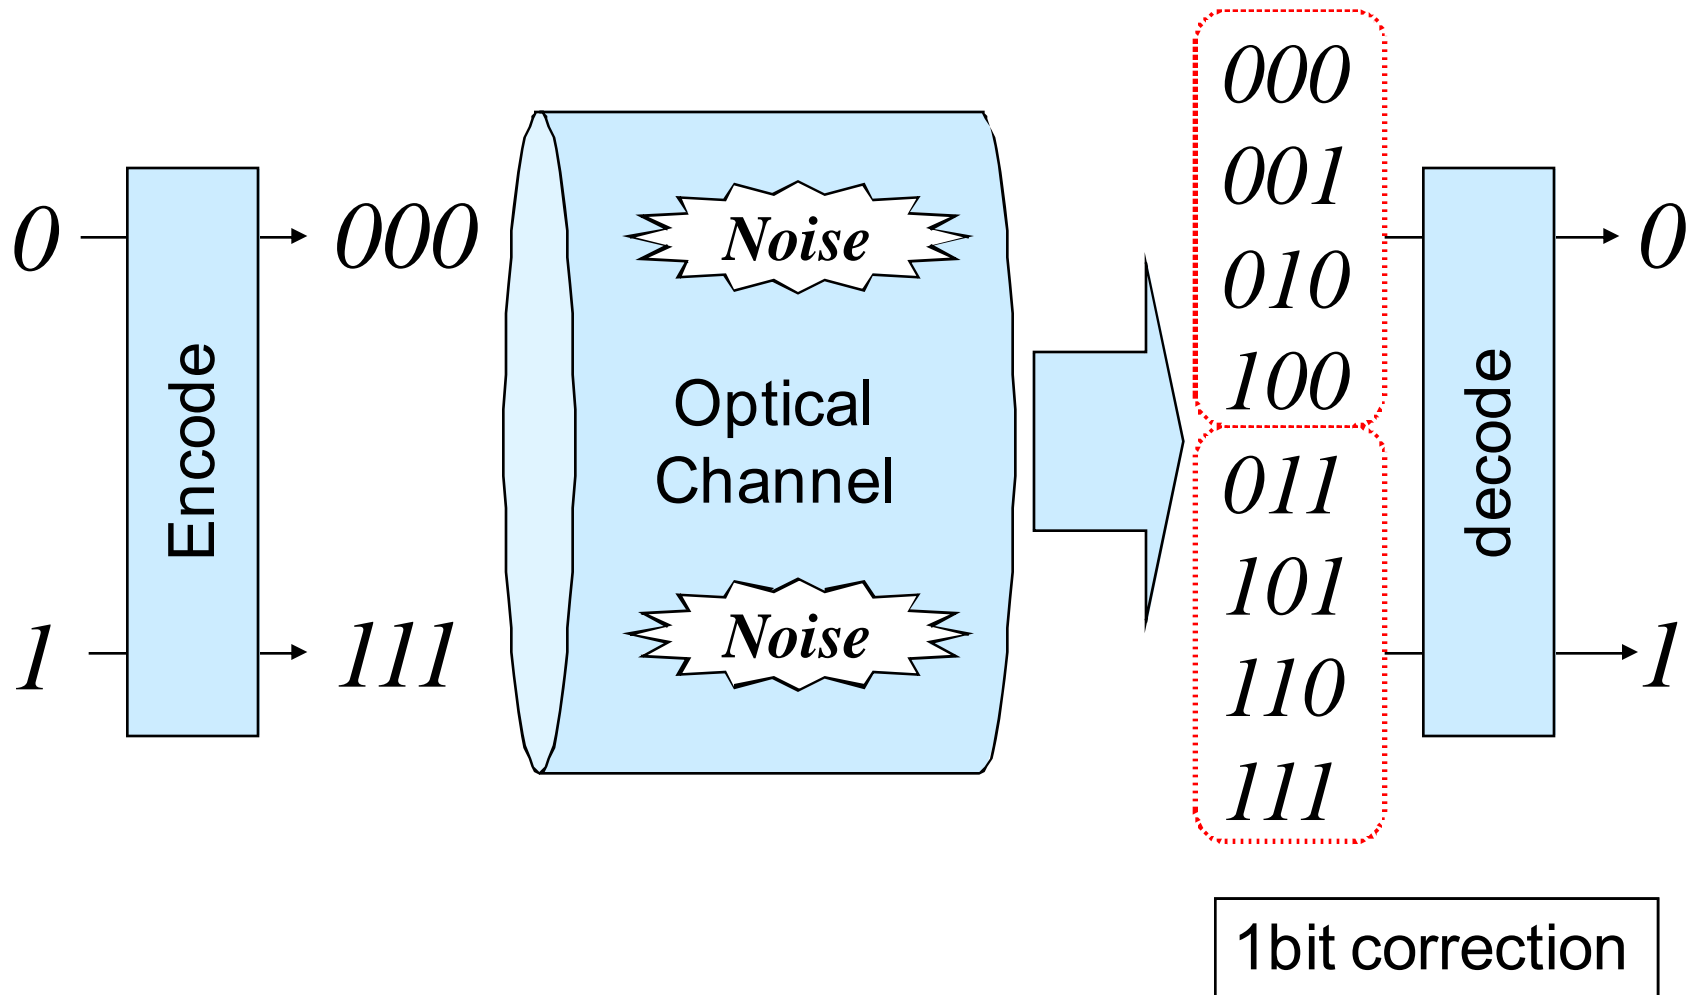 0
1
Encode
000
111
Noise
Optical
Channel
Noise
000
001
010
100
011
101
110
111
decode
0
1
1bit correction